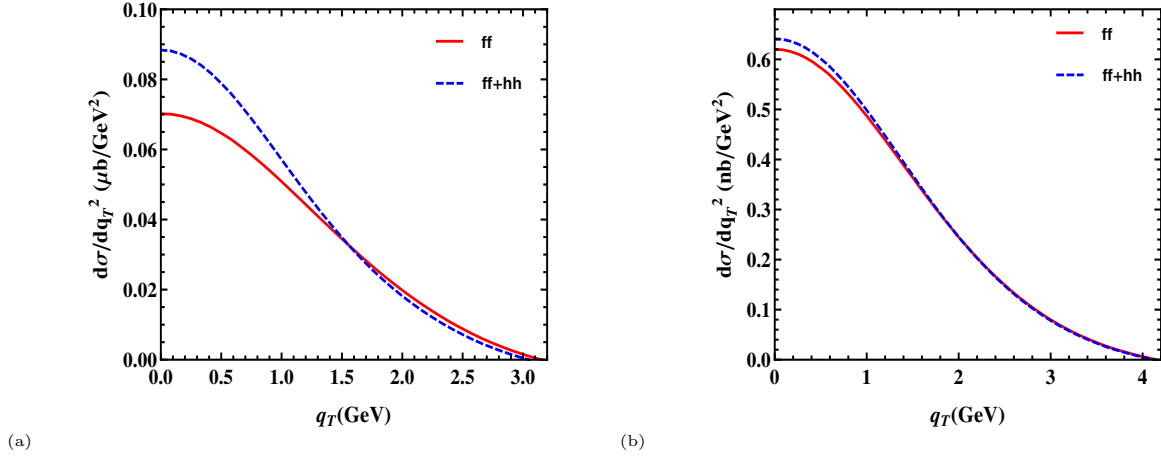 dσ/dq_T^2 (μb/GeV^2)
0.10
0.08
0.06
0.04
0.02
0.00
0.0 0.5 1.0 1.5 2.0 2.5 3.0
q_T(GeV)
ff
ff+hh
(a)
dσ/dq_T^2 (nb/GeV^2)
0.6
0.5
0.4
0.3
0.2
0.1
0.0
0 1 2 3 4
q_T(GeV)
ff
ff+hh
(b)